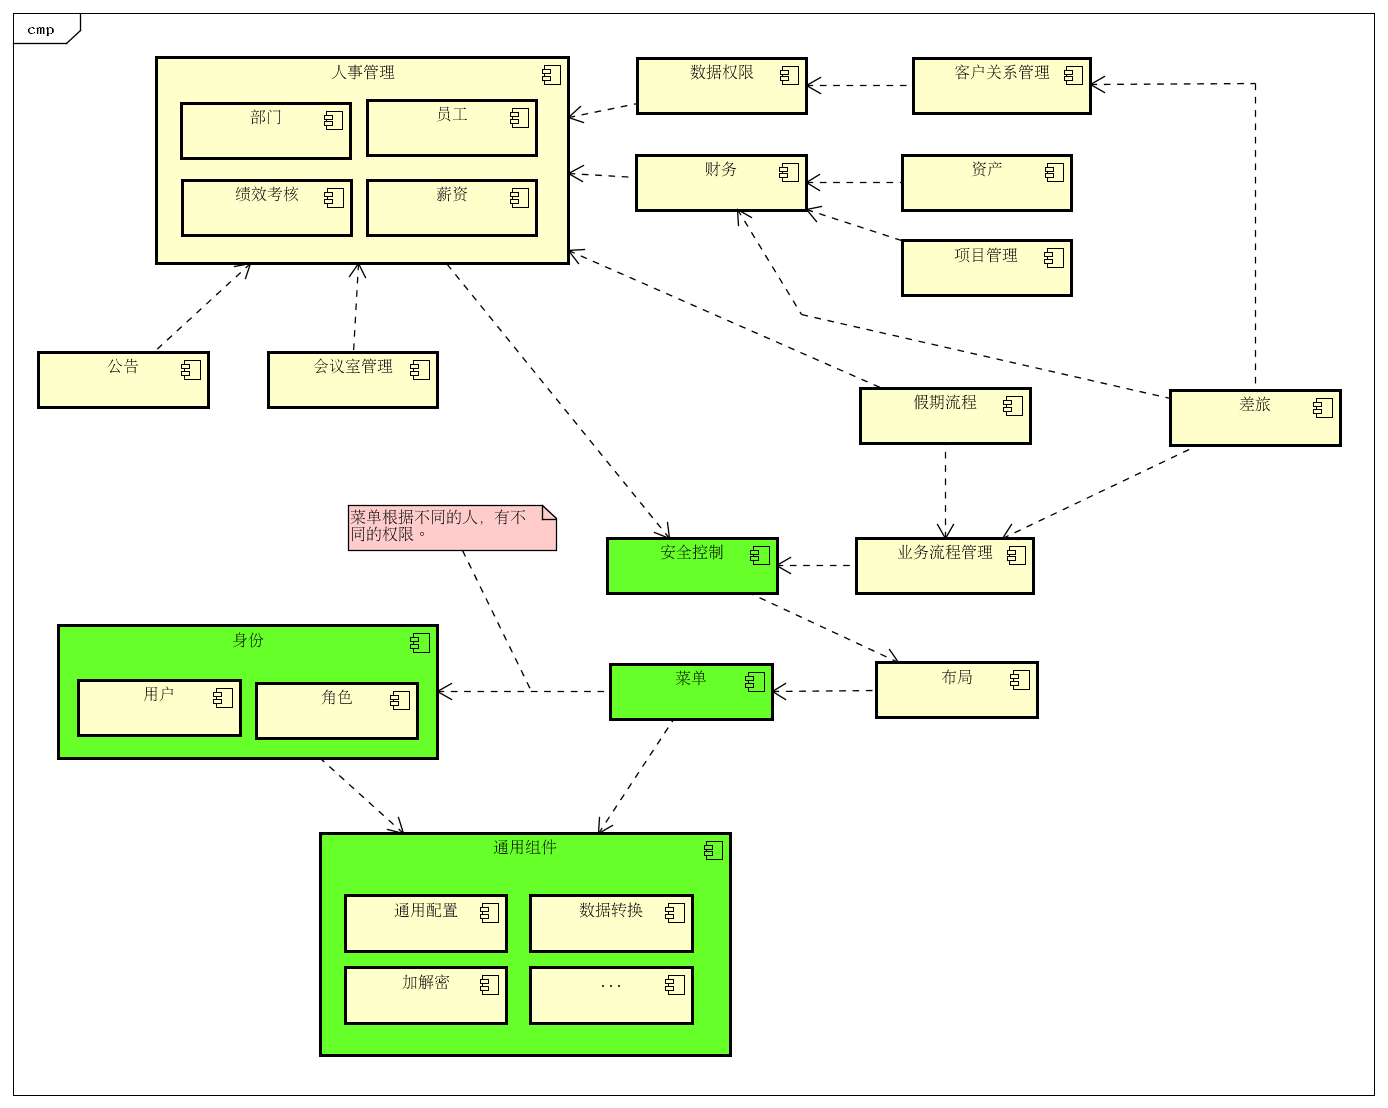 cmp
人事管理
部门
员工
绩效考核
薪资
数据权限
客户关系管理
财务
资产
项目管理
公告
会议室管理
假期流程
差旅
菜单根据不同的人，有不
同的权限。
安全控制
业务流程管理
身份
用户
角色
菜单
布局
通用组件
通用配置
数据转换
加解密
...